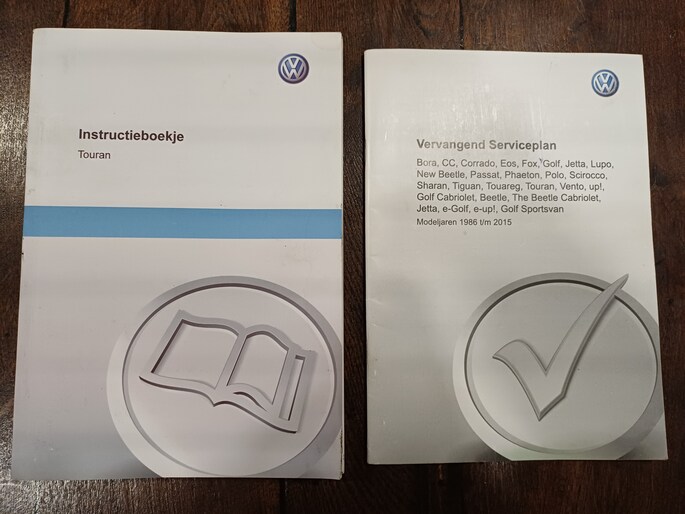 Instructieboekje
Touran
Vervangend Serviceplan
Bora, CC, Corrado, Eos, Fox, Golf, Jetta, Lupo,
New Beetle, Passat, Phaeton, Polo, Scirocco,
Sharan, Tiguan, Touareg, Touran, Vento, up!,
Golf Cabriolet, Beetle, The Beetle Cabriolet,
Jetta, e-Golf, e-up!, Golf Sportsvan
Modeljaren 1986 t/m 2015